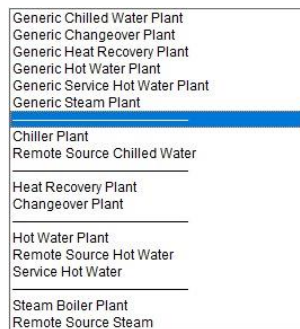 Generic Chilled Water Plant
Generic Changeover Plant
Generic Heat Recovery Plant
Generic Hot Water Plant
Generic Service Hot Water Plant
Generic Steam Plant
Chiller Plant
Remote Source Chilled Water
Heat Recovery Plant
Changeover Plant
Hot Water Plant
Remote Source Hot Water
Service Hot Water
Steam Boiler Plant
Remote Source Steam